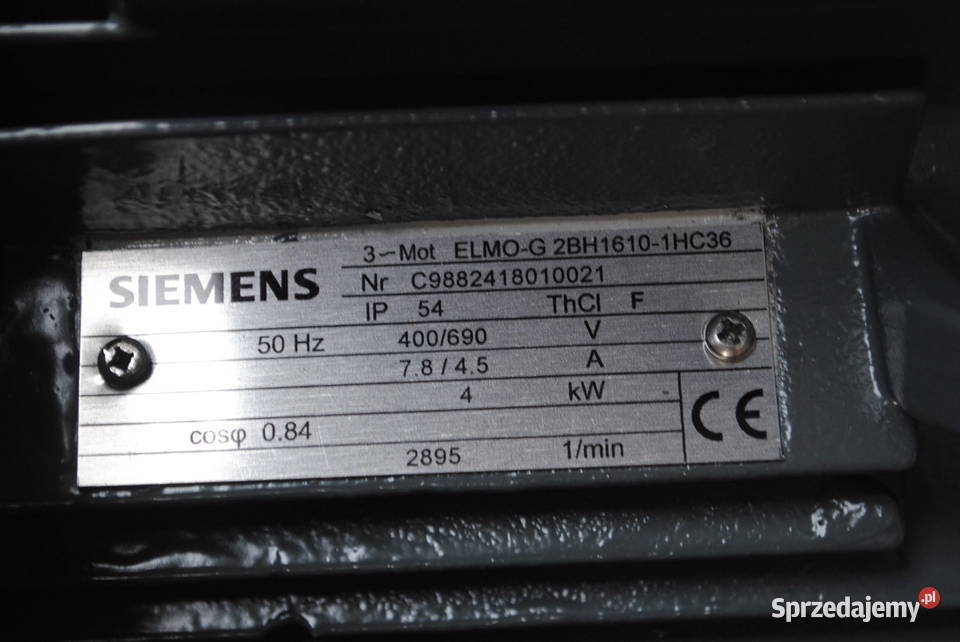 3~Mot ELMO-G 2BH1610-1HC36
SIEMENS
Nr C9882418010021
IP 54 ThCl F
50 Hz 400/690 V
7.8 / 4.5 A
4 kW
CE
cosφ 0.84
2895 1/min
Sprzedajemy.pl